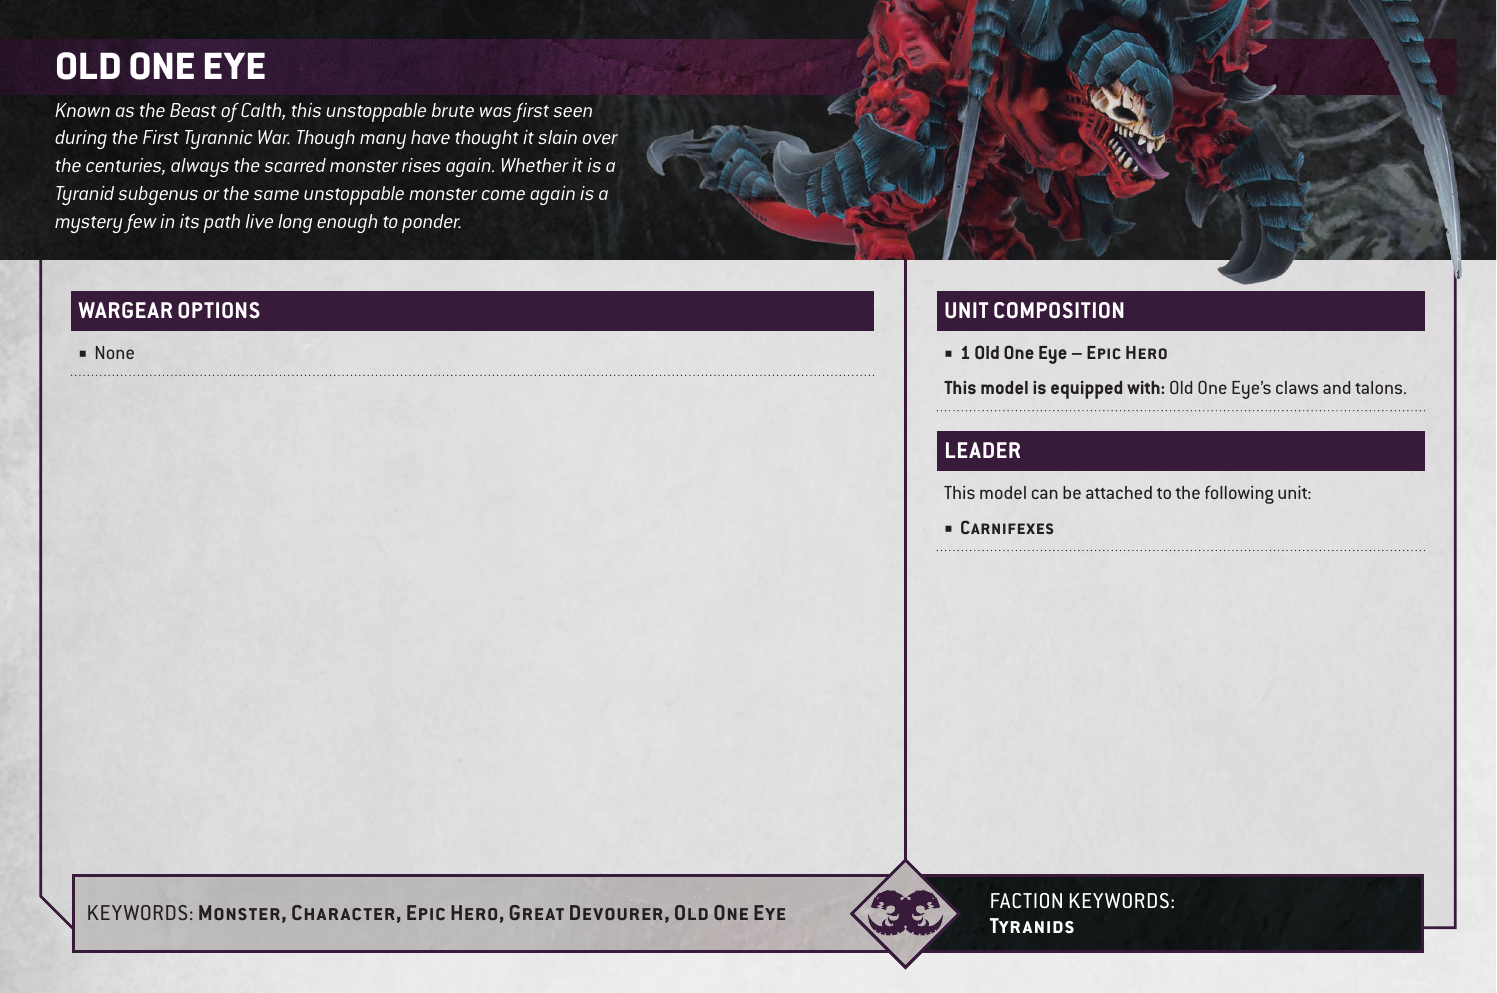 OLD ONE EYE
Known as the Beast of Calth, this unstoppable brute was first seen
during the First Tyrannic War. Though many have thought it slain over
the centuries, always the scarred monster rises again. Whether it is a
Tyranid subgenus or the same unstoppable monster come again is a
mystery few in its path live long enough to ponder.
WARGEAR OPTIONS
■ None
UNIT COMPOSITION
■ 1 Old One Eye – Epic Hero
This model is equipped with: Old One Eye’s claws and talons.
LEADER
This model can be attached to the following unit:
■ Carnifexes
KEYWORDS: Monster, Character, Epic Hero, Great Devourer, Old One Eye
FACTION KEYWORDS:
Tyranids